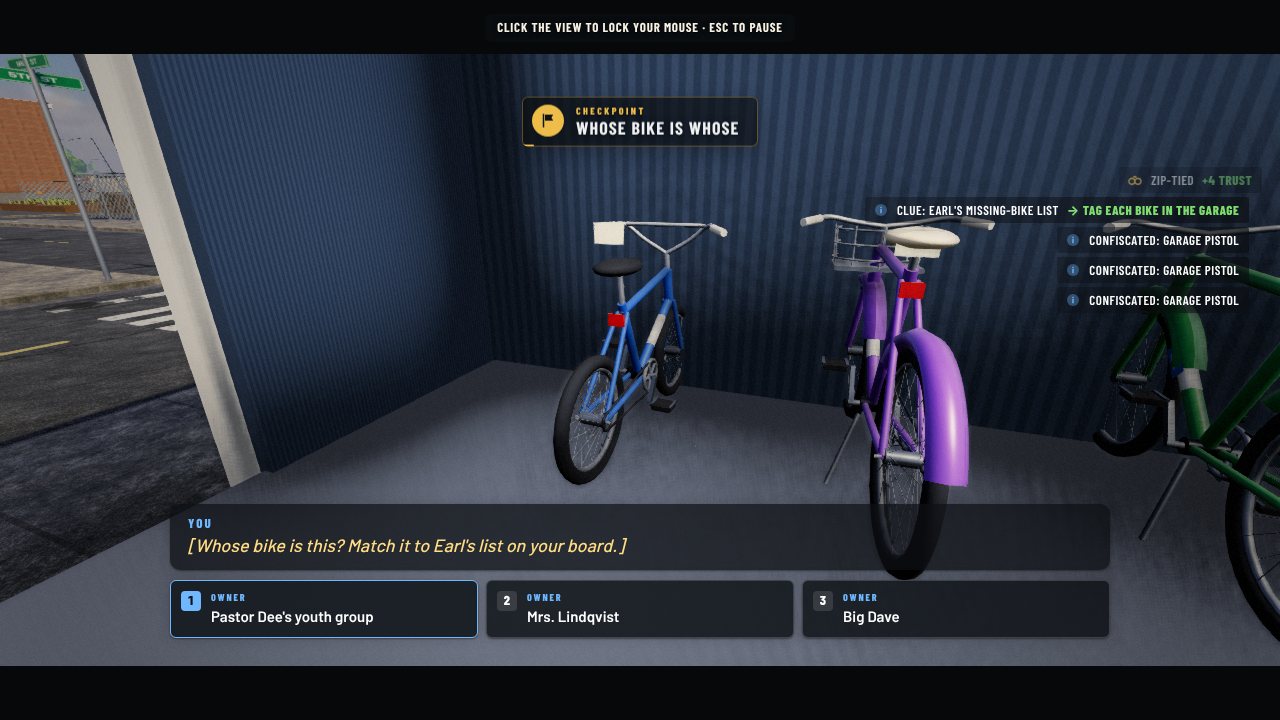 CLICK THE VIEW TO LOCK YOUR MOUSE · ESC TO PAUSE
5TH ST
CHECKPOINT
WHOSE BIKE IS WHOSE
ZIP-TIED +4 TRUST
CLUE: EARL'S MISSING-BIKE LIST → TAG EACH BIKE IN THE GARAGE
CONFISCATED: GARAGE PISTOL
CONFISCATED: GARAGE PISTOL
CONFISCATED: GARAGE PISTOL
YOU
[Whose bike is this? Match it to Earl's list on your board.]
1 OWNER
Pastor Dee's youth group
2 OWNER
Mrs. Lindqvist
3 OWNER
Big Dave